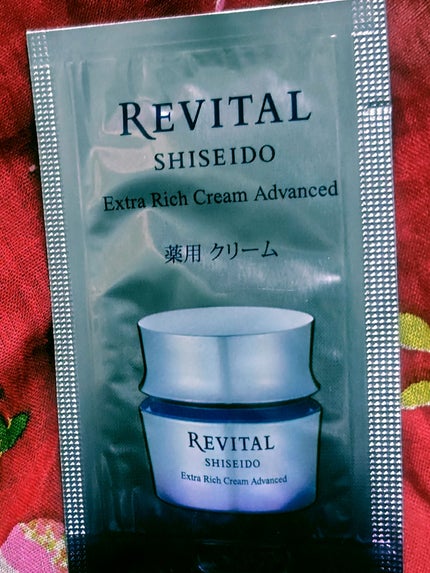 REVITAL
SHISEIDO
Extra Rich Cream Advanced
薬用 クリーム
REVITAL
SHISEIDO
Extra Rich Cream Advanced